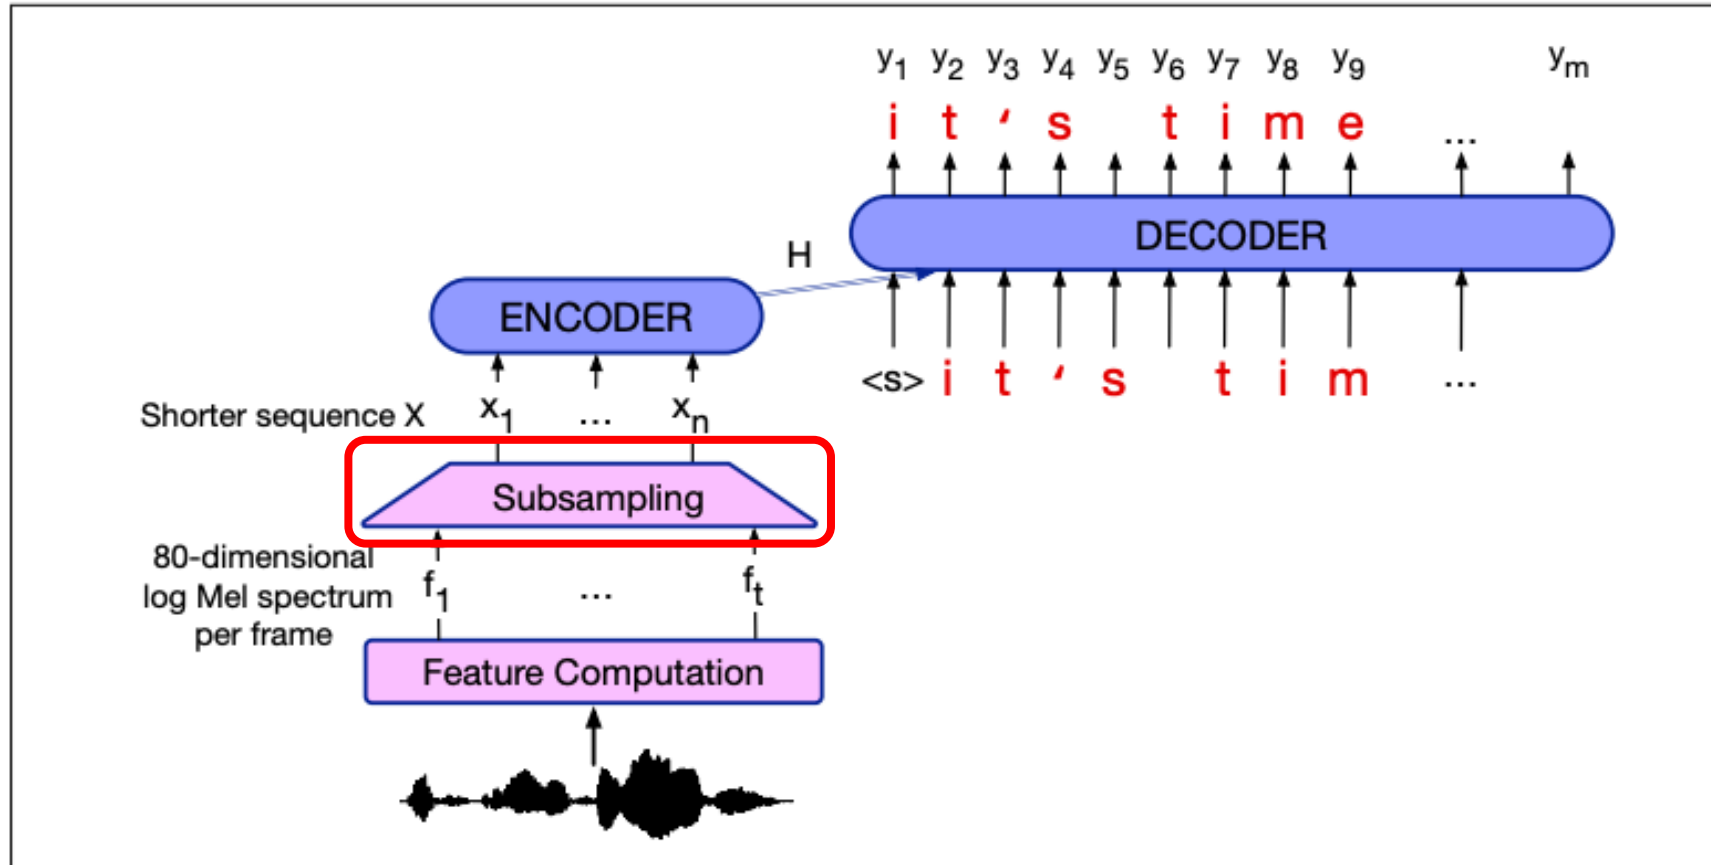 y1 y2 y3 y4 y5 y6 y7 y8 y9 ym
i t ‘ s t i m e ...
DECODER
H
ENCODER
<s> i t ‘ s t i m ...
Shorter sequence X x1 ... xn
Subsampling
80-dimensional
log Mel spectrum
per frame
f1 ... ft
Feature Computation